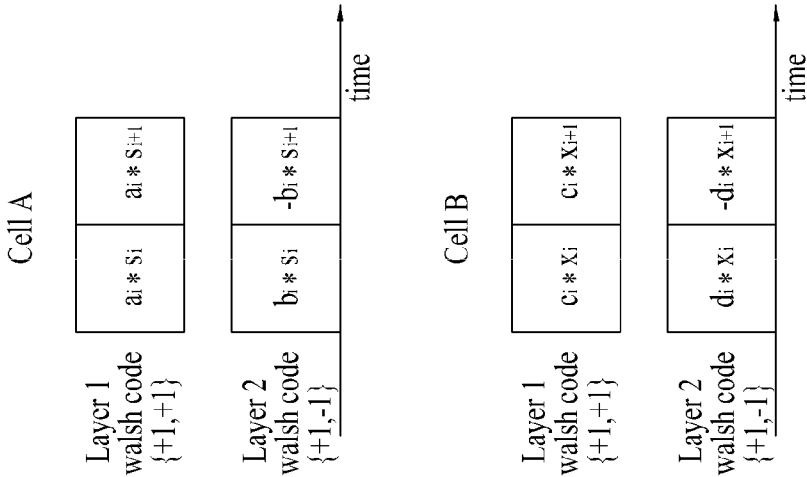 Cell A
Layer 1
walsh code
{+1,+1}
ai * si
ai * si+1
Layer 2
walsh code
{+1,-1}
bi * si
-bi * si+1
time
Cell B
Layer 1
walsh code
{+1,+1}
ci * xi
ci * xi+1
Layer 2
walsh code
{+1,-1}
di * xi
-di * xi+1
time